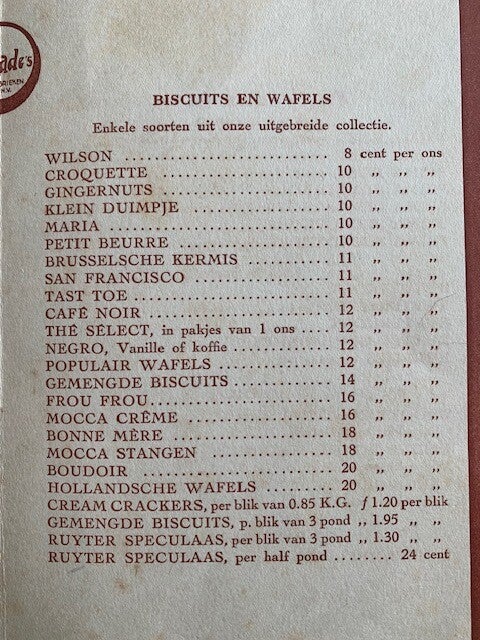 BISCUITS EN WAFELS
Enkele soorten uit onze uitgebreide collectie.
WILSON .......................... 8 cent per ons
CROQUETTE ........................ 10 „ „ „
GINGERNUTS ....................... 10 „ „ „
KLEIN DUIMPJE .................... 10 „ „ „
MARIA ............................ 10 „ „ „
PETIT BEURRE ..................... 10 „ „ „
BRUSSELSCHE KERMIS ............... 11 „ „ „
SAN FRANCISCO .................... 11 „ „ „
TAST TOE ......................... 11 „ „ „
CAFÉ NOIR ........................ 12 „ „ „
THÉ SÉLECT, in pakjes van 1 ons ..... 12 „ „ „
NEGRO, Vanille of koffie ............ 12 „ „ „
POPULAIR WAFELS .................. 12 „ „ „
GEMENGDE BISCUITS ................ 14 „ „ „
FROU FROU ........................ 16 „ „ „
MOCCA CRÊME ...................... 16 „ „ „
BONNE MÈRE ....................... 18 „ „ „
MOCCA STANGEN .................... 18 „ „ „
BOUDOIR .......................... 20 „ „ „
HOLLANDSCHE WAFELS ............... 20 „ „ „
CREAM CRACKERS, per blik van 0.85 K.G. ƒ 1.20 per blik
GEMENGDE BISCUITS, p. blik van 3 pond „ 1.95 „ „
RUYTER SPECULAAS, per blik van 3 pond „ 1.30 „ „
RUYTER SPECULAAS, per half pond ........ 24 cent